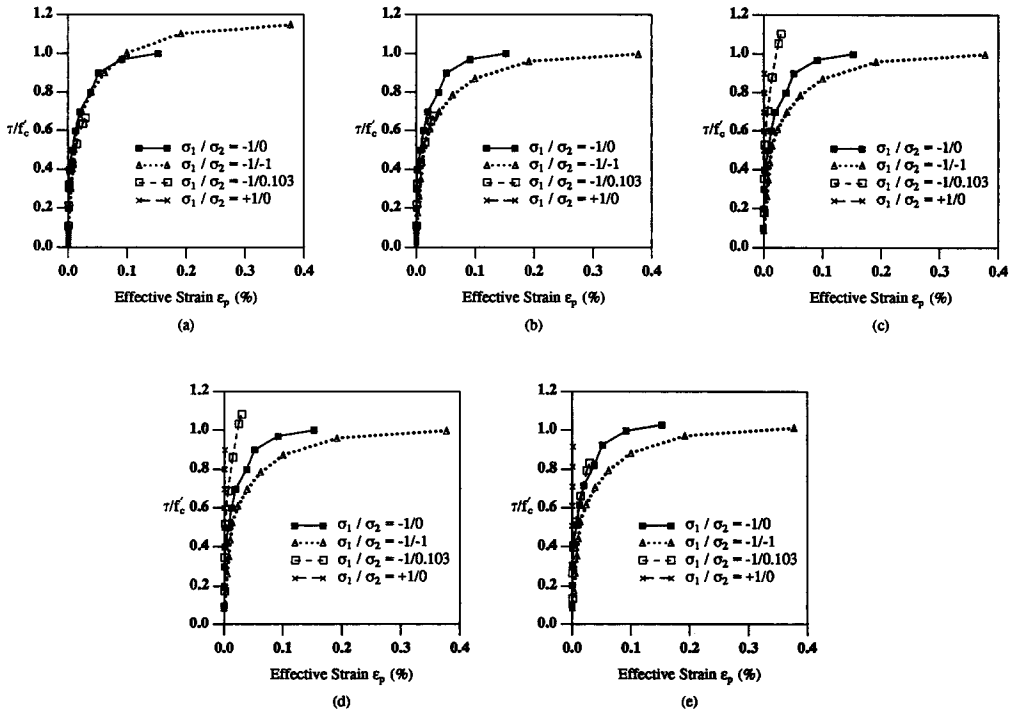 1.2
1.0
0.8
τ/f′c 0.6
0.4
0.2
0.0
σ1 / σ2 = -1/0
σ1 / σ2 = -1/-1
σ1 / σ2 = -1/0.103
σ1 / σ2 = +1/0
0.0 0.1 0.2 0.3 0.4
Effective Strain εp (%)
(a)
1.2
1.0
0.8
τ/f′c 0.6
0.4
0.2
0.0
σ1 / σ2 = -1/0
σ1 / σ2 = -1/-1
σ1 / σ2 = -1/0.103
σ1 / σ2 = +1/0
0.0 0.1 0.2 0.3 0.4
Effective Strain εp (%)
(b)
1.2
1.0
0.8
τ/f′c 0.6
0.4
0.2
0.0
σ1 / σ2 = -1/0
σ1 / σ2 = -1/-1
σ1 / σ2 = -1/0.103
σ1 / σ2 = +1/0
0.0 0.1 0.2 0.3 0.4
Effective Strain εp (%)
(c)
1.2
1.0
0.8
τ/f′c 0.6
0.4
0.2
0.0
σ1 / σ2 = -1/0
σ1 / σ2 = -1/-1
σ1 / σ2 = -1/0.103
σ1 / σ2 = +1/0
0.0 0.1 0.2 0.3 0.4
Effective Strain εp (%)
(d)
1.2
1.0
0.8
τ/f′c 0.6
0.4
0.2
0.0
σ1 / σ2 = -1/0
σ1 / σ2 = -1/-1
σ1 / σ2 = -1/0.103
σ1 / σ2 = +1/0
0.0 0.1 0.2 0.3 0.4
Effective Strain εp (%)
(e)